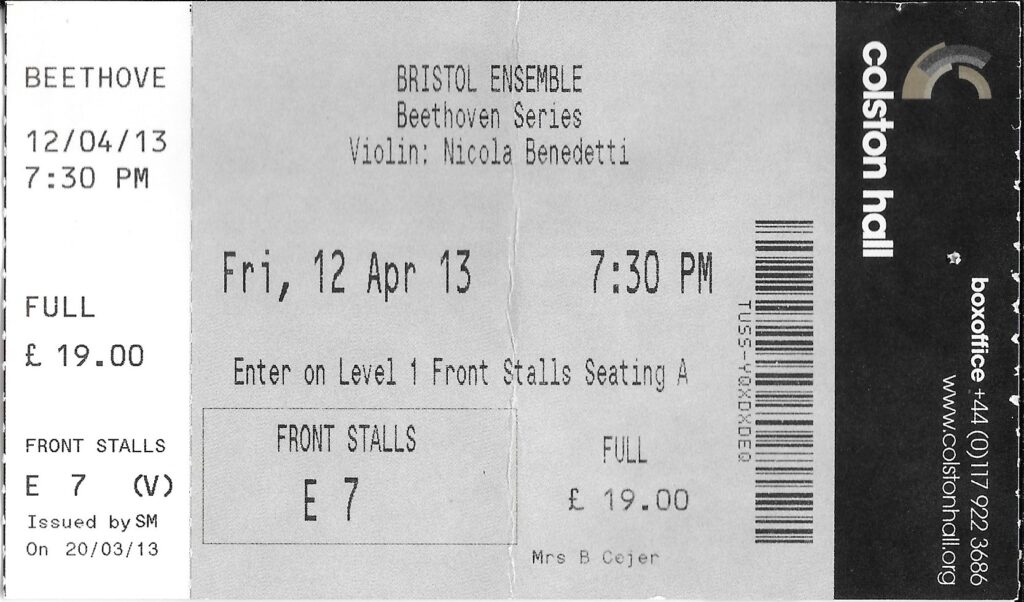 BEETHOVE
12/04/13
7:30 PM
FULL
£ 19.00
FRONT STALLS
E 7 (V)
Issued by SM
On 20/03/13
BRISTOL ENSEMBLE
Beethoven Series
Violin: Nicola Benedetti
Fri, 12 Apr 13 7:30 PM
Enter on Level 1 Front Stalls Seating A
FRONT STALLS
E 7
FULL
£ 19.00
Mrs B Cejer
TUSS-YQXDXDEQ
colston hall
boxoffice +44 (0)117 922 3686
www.colstonhall.org